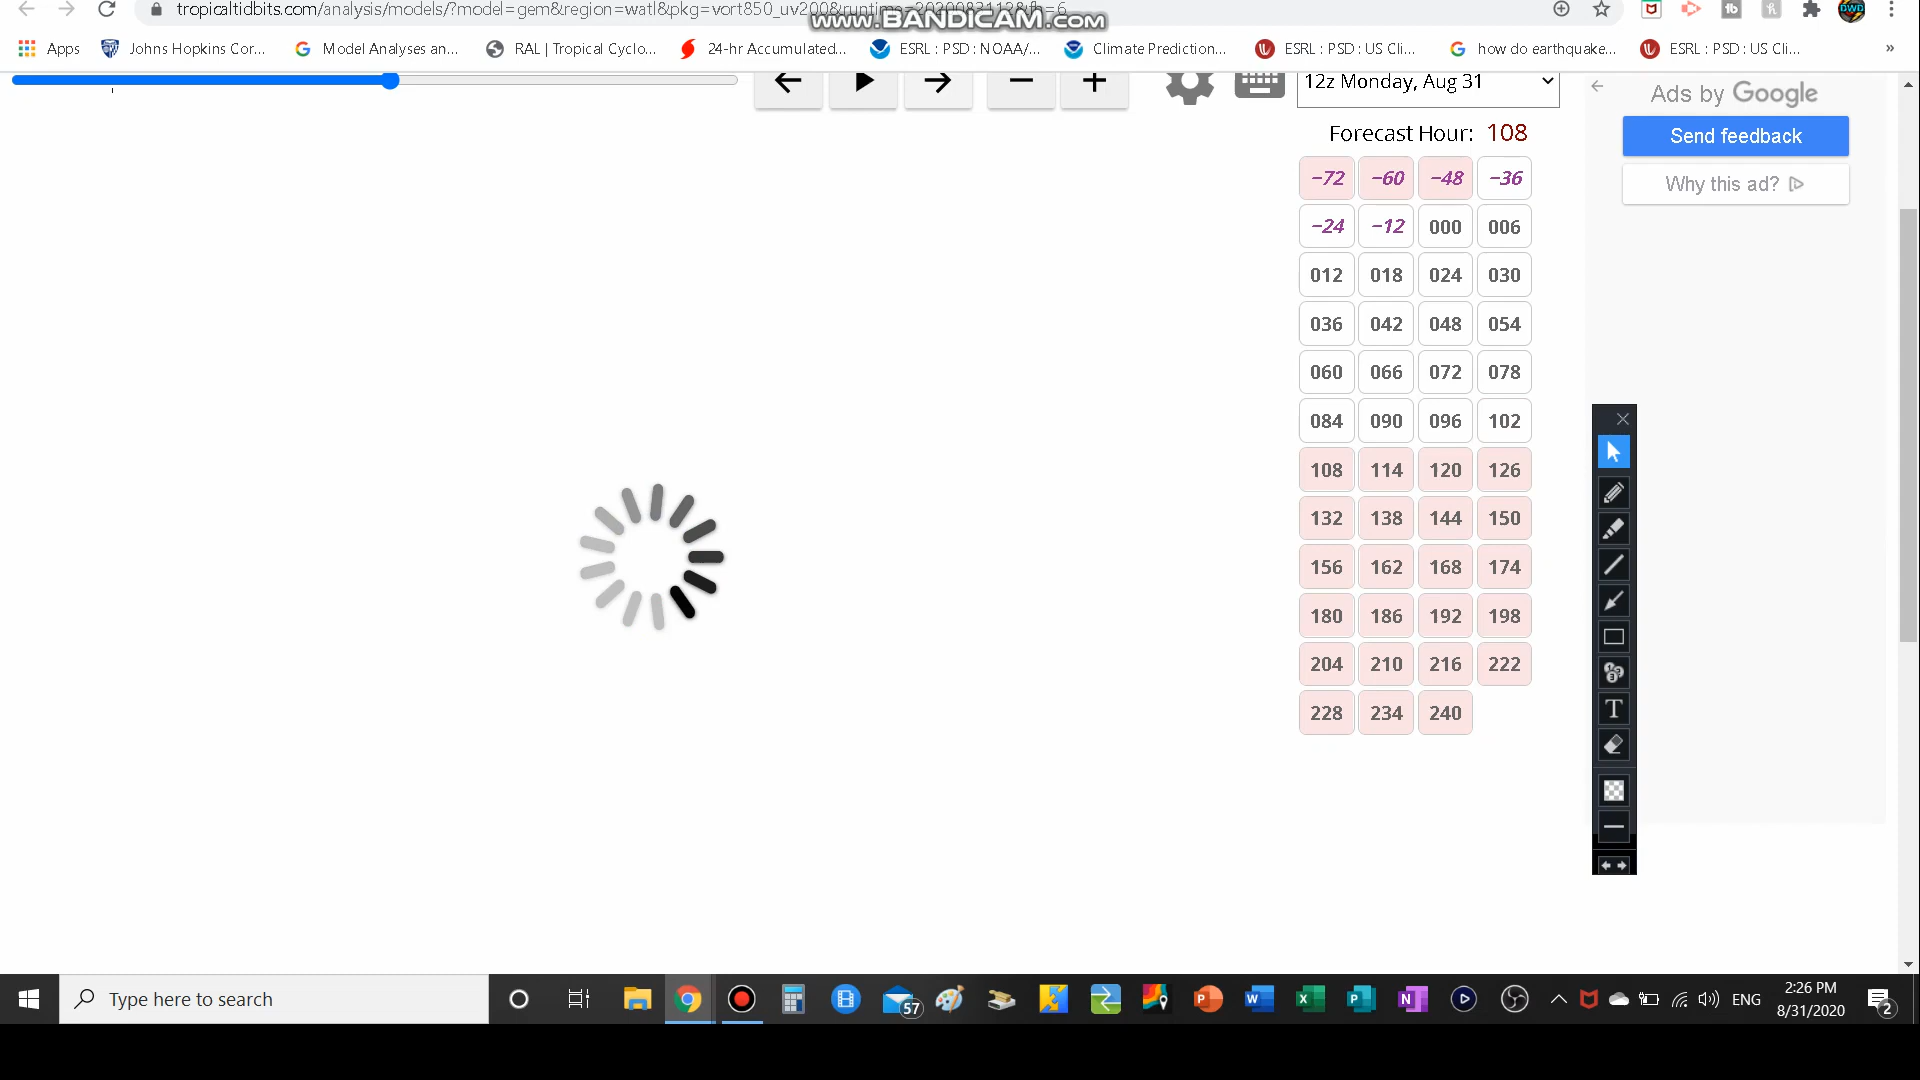 tropicaltidbits.com/analysis/models/?model=gem&region=watl&pkg=vort850_uv200&runtime=2020083112&fh=6
www.BANDICAM.com
Apps Johns Hopkins Cor... Model Analyses an... RAL | Tropical Cyclo... 24-hr Accumulated... ESRL : PSD : NOAA/... Climate Prediction... ESRL : PSD : US Cli... how do earthquake... ESRL : PSD : US Cli... »
12z Monday, Aug 31
Ads by Google
Forecast Hour: 108
Send feedback
Why this ad?
-72 -60 -48 -36
-24 -12 000 006
012 018 024 030
036 042 048 054
060 066 072 078
084 090 096 102
108 114 120 126
132 138 144 150
156 162 168 174
180 186 192 198
204 210 216 222
228 234 240
T
Type here to search
57
ENG
2:26 PM
8/31/2020
2